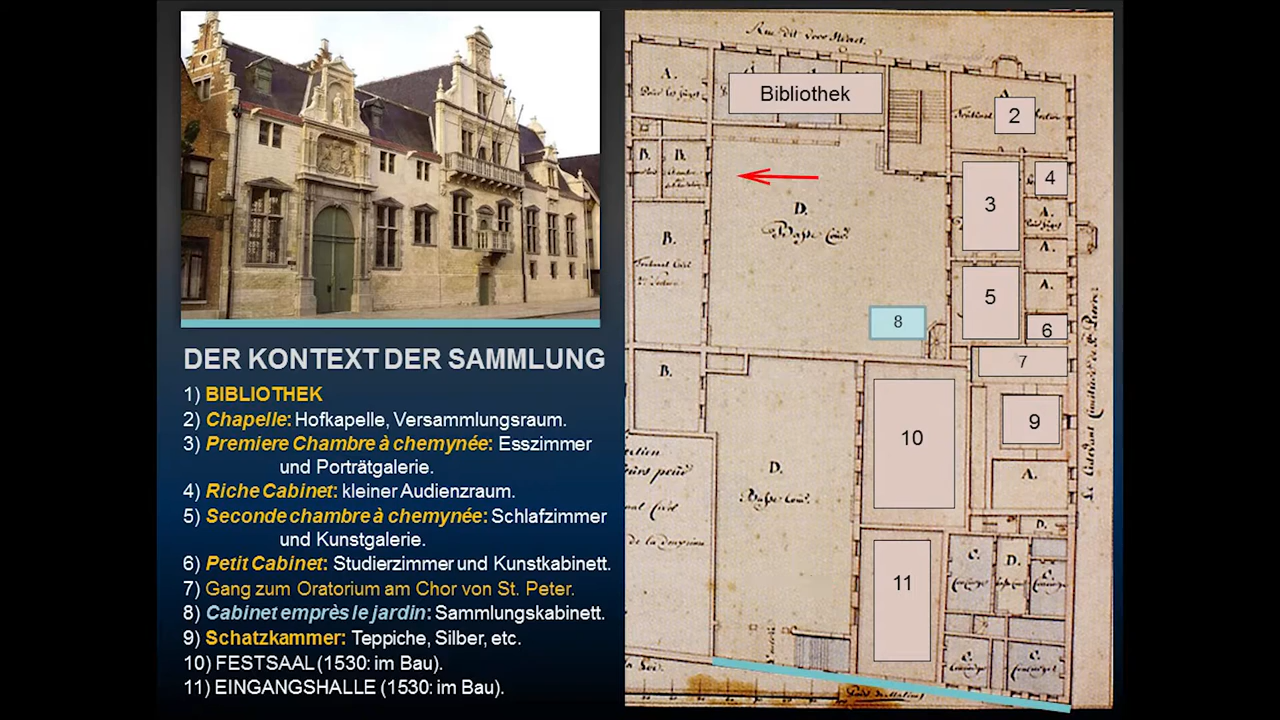 DER KONTEXT DER SAMMLUNG
1) BIBLIOTHEK
2) Chapelle: Hofkapelle, Versammlungsraum.
3) Premiere Chambre à chemynée: Esszimmer
und Porträtgalerie.
4) Riche Cabinet: kleiner Audienzraum.
5) Seconde chambre à chemynée: Schlafzimmer
und Kunstgalerie.
6) Petit Cabinet: Studierzimmer und Kunstkabinett.
7) Gang zum Oratorium am Chor von St. Peter.
8) Cabinet emprès le jardin: Sammlungskabinett.
9) Schatzkammer: Teppiche, Silber, etc.
10) FESTSAAL (1530: im Bau).
11) EINGANGSHALLE (1530: im Bau).
A.
Bibliothek
2
B.
B.
3
4
A.
D.
B.
A.
A.
5
8
6
7
B.
9
10
D.
A.
D.
11
C.
D.
C.
C.
C.